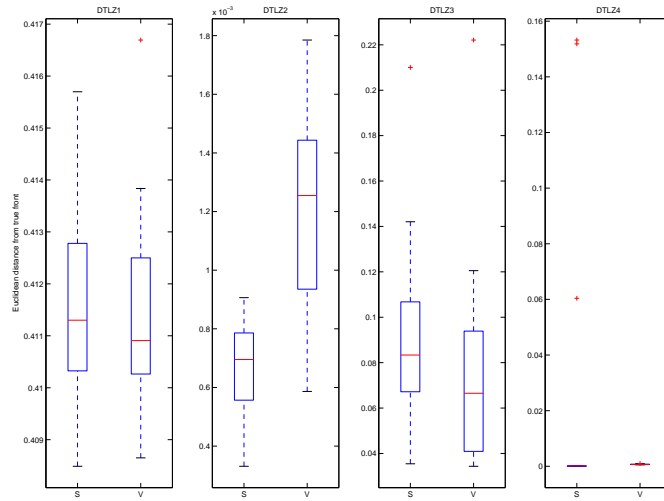 DTLZ1
DTLZ2
DTLZ3
DTLZ4
Euclidean distance from true front
0.417
0.416
0.415
0.414
0.413
0.412
0.411
0.41
0.409
S
V
x 10⁻³
1.8
1.6
1.4
1.2
1
0.8
0.6
0.4
S
V
0.22
0.2
0.18
0.16
0.14
0.12
0.1
0.08
0.06
0.04
S
V
0.16
0.14
0.12
0.1
0.08
0.06
0.04
0.02
0
S
V